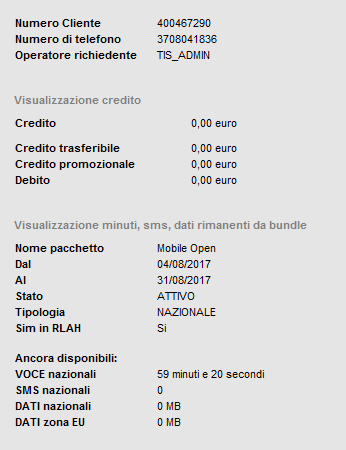 Numero Cliente 400467290
Numero di telefono 3708041836
Operatore richiedente TIS_ADMIN
Visualizzazione credito
Credito 0,00 euro
Credito trasferibile 0,00 euro
Credito promozionale 0,00 euro
Debito 0,00 euro
Visualizzazione minuti, sms, dati rimanenti da bundle
Nome pacchetto Mobile Open
Dal 04/08/2017
Al 31/08/2017
Stato ATTIVO
Tipologia NAZIONALE
Sim in RLAH Si
Ancora disponibili:
VOCE nazionali 59 minuti e 20 secondi
SMS nazionali 0
DATI nazionali 0 MB
DATI zona EU 0 MB